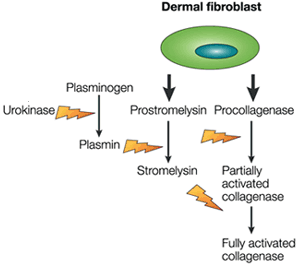 Dermal fibroblast
Plasminogen
Urokinase
Prostromelysin
Procollagenase
Plasmin
Stromelysin
Partially
activated
collagenase
Fully activated
collagenase